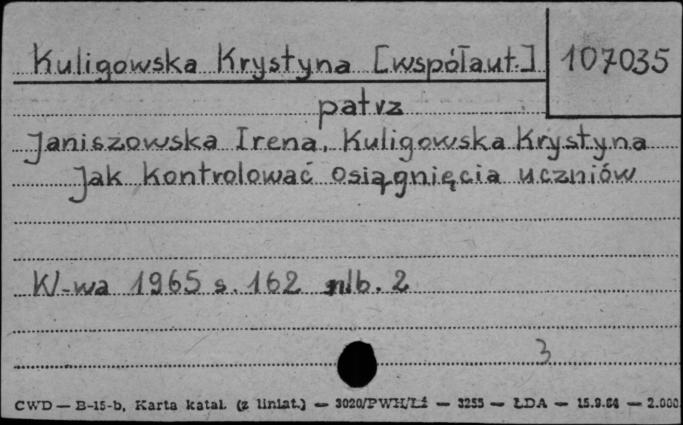 Kuligowska Krystyna [współaut.] 107035
patrz
Janiszowska Irena, Kuligowska Krystyna
Jak kontrolować osiągnięcia uczniów
W-wa 1965 s. 162 nlb. 2
3
CWD — B-15-b, Karta katal. (z liniat.) — 3020/PWH/Łź — 3255 — ŁDA — 15.9.64 — 2.000